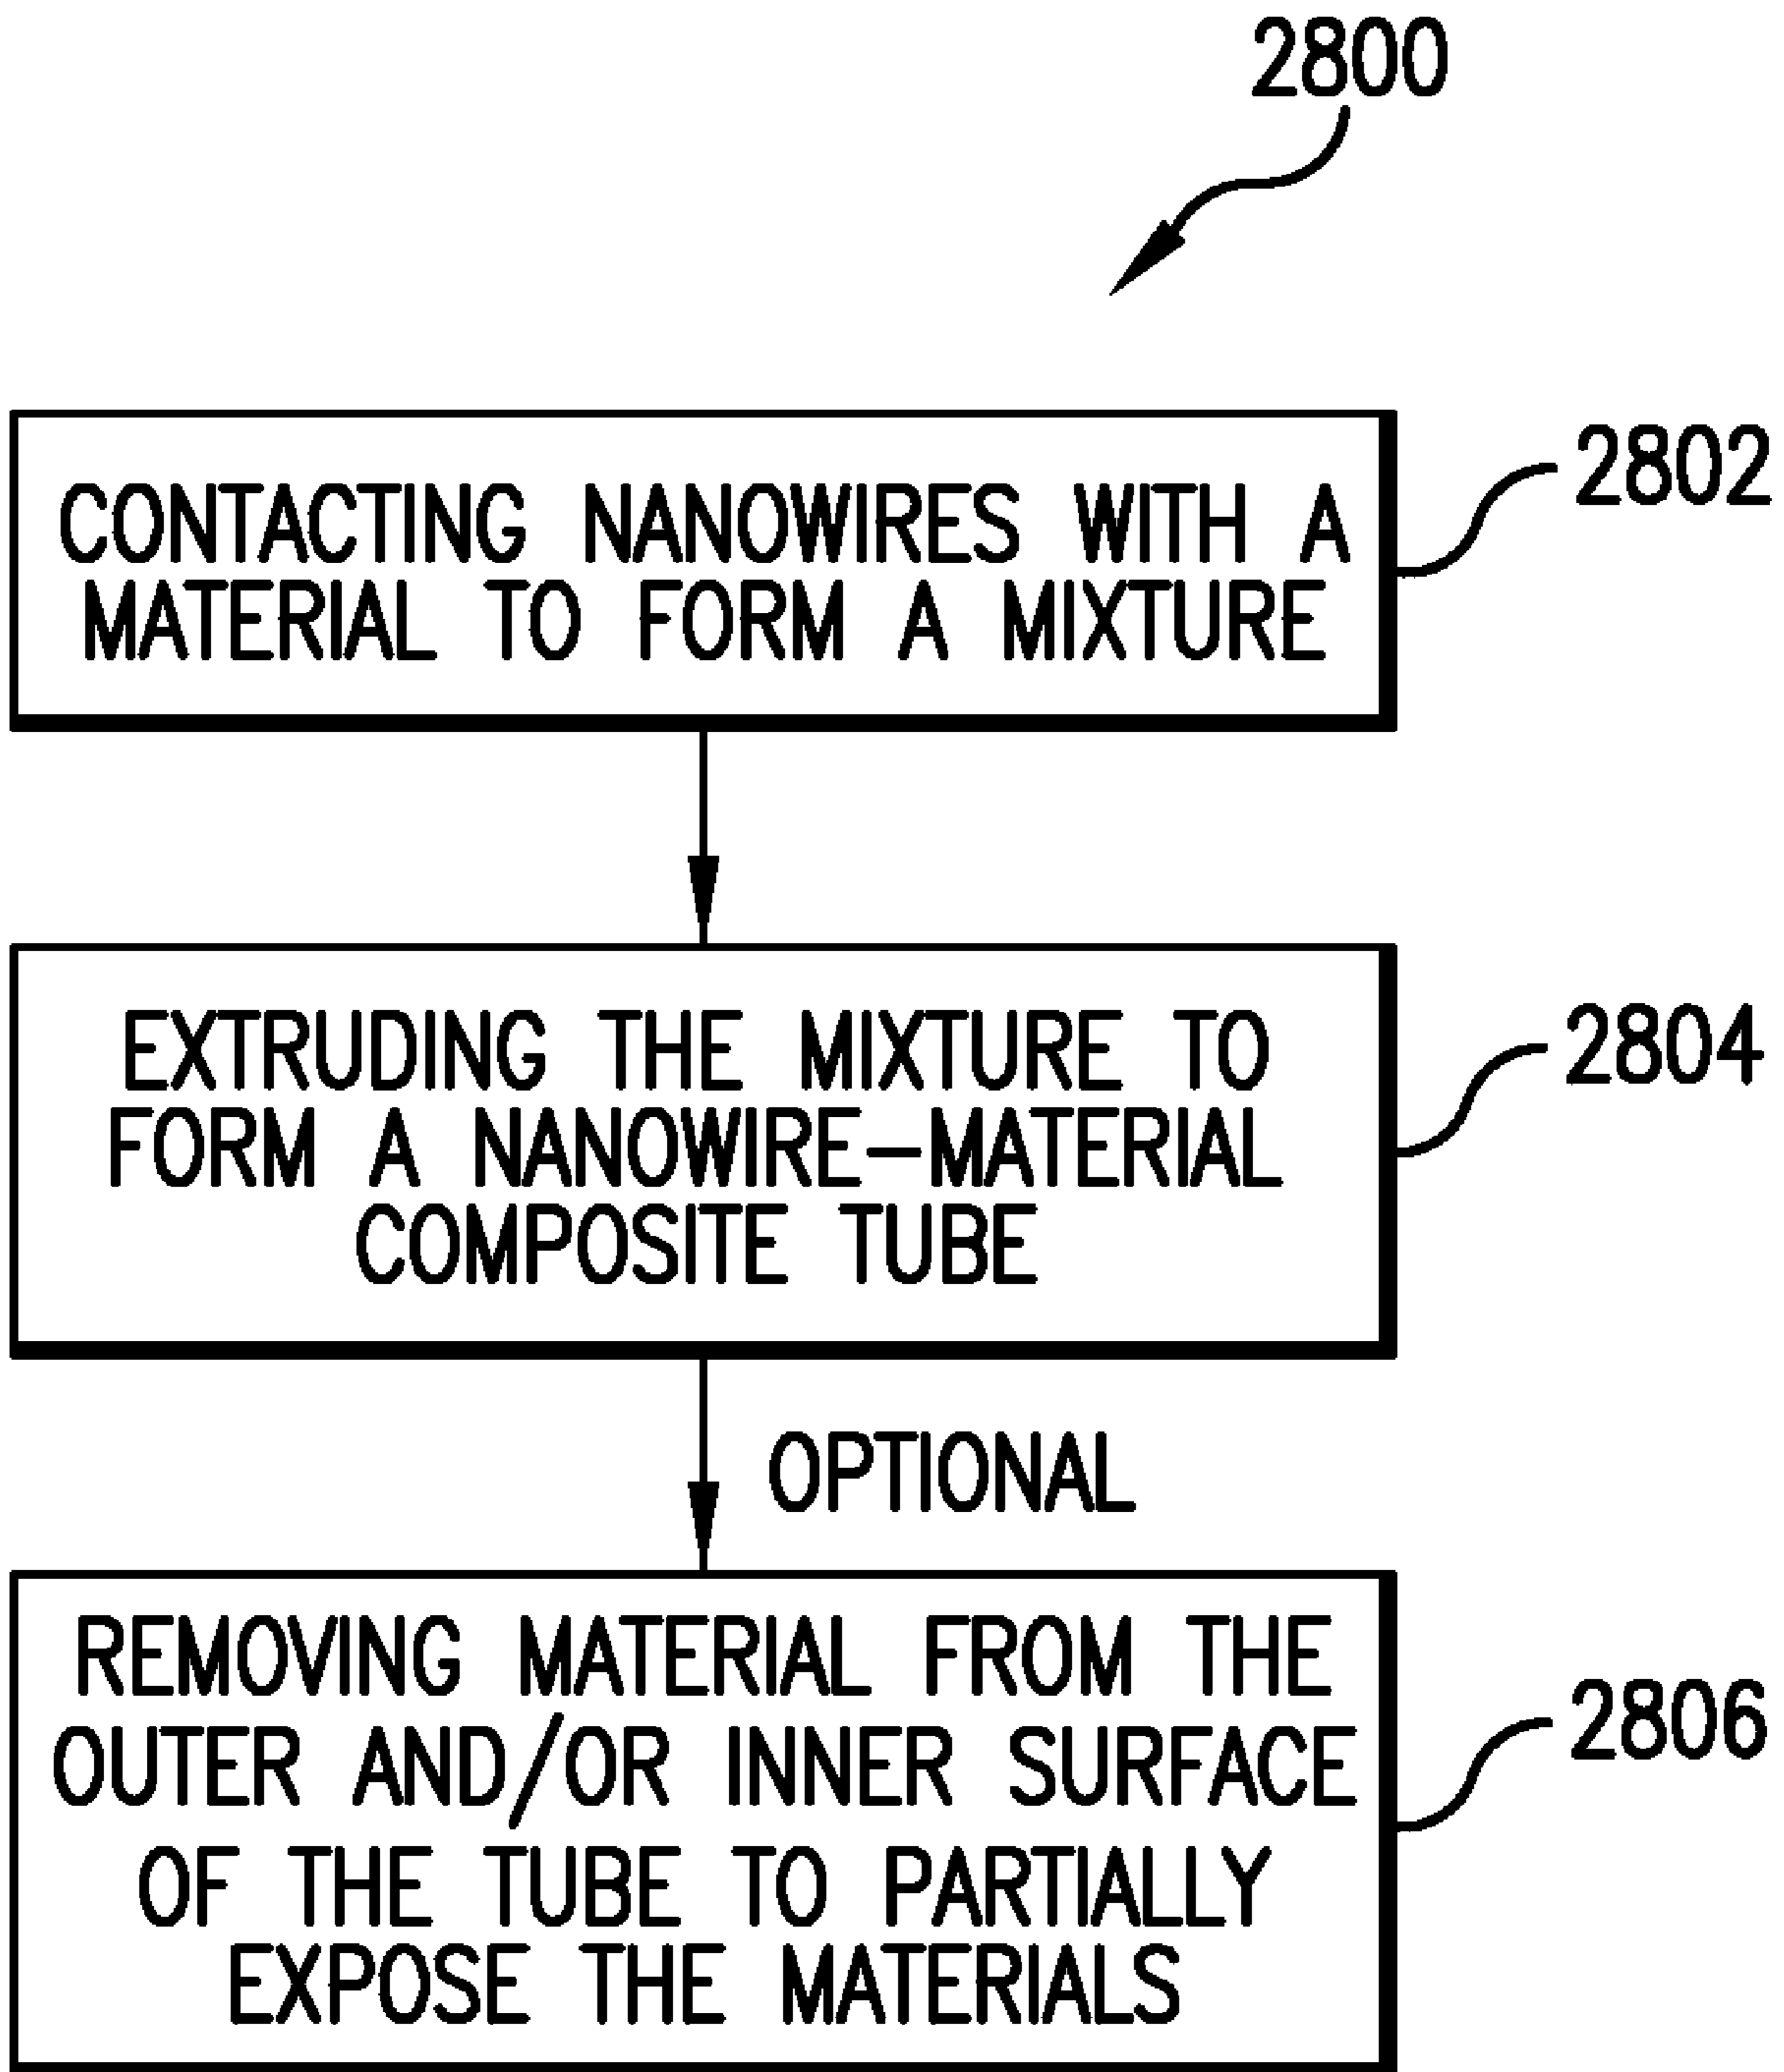 2800
CONTACTING NANOWIRES WITH A
MATERIAL TO FORM A MIXTURE
2802
EXTRUDING THE MIXTURE TO
FORM A NANOWIRE-MATERIAL
COMPOSITE TUBE
2804
OPTIONAL
REMOVING MATERIAL FROM THE
OUTER AND/OR INNER SURFACE
OF THE TUBE TO PARTIALLY
EXPOSE THE MATERIALS
2806